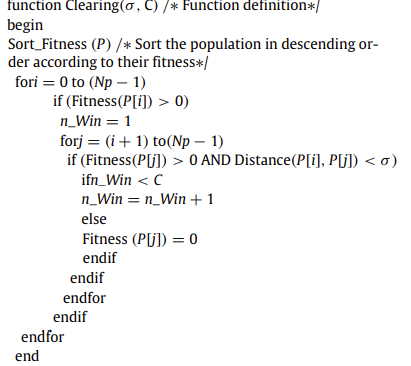 function Clearing(σ, C) /∗ Function definition∗/
begin
Sort_Fitness (P) /∗ Sort the population in descending or-
der according to their fitness∗/
fori = 0 to (Np − 1)
if (Fitness(P[i]) > 0)
n_Win = 1
forj = (i + 1) to(Np − 1)
if (Fitness(P[j]) > 0 AND Distance(P[i], P[j]) < σ)
ifn_Win < C
n_Win = n_Win + 1
else
Fitness (P[j]) = 0
endif
endif
endfor
endif
endfor
end